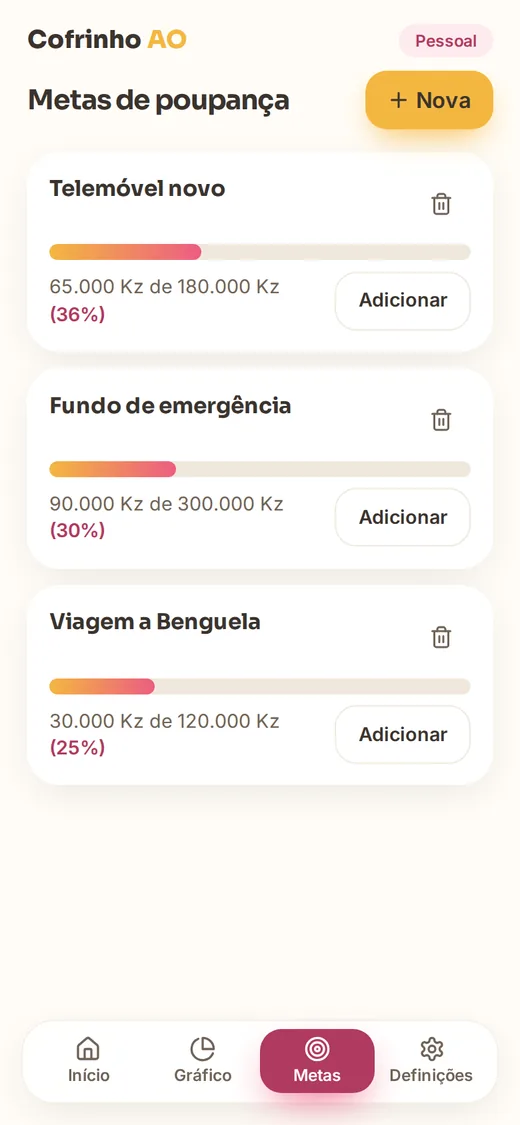 Cofrinho AO
Pessoal
Metas de poupança
+ Nova
Telemóvel novo
65.000 Kz de 180.000 Kz
(36%)
Adicionar
Fundo de emergência
90.000 Kz de 300.000 Kz
(30%)
Adicionar
Viagem a Benguela
30.000 Kz de 120.000 Kz
(25%)
Adicionar
Início
Gráfico
Metas
Definições